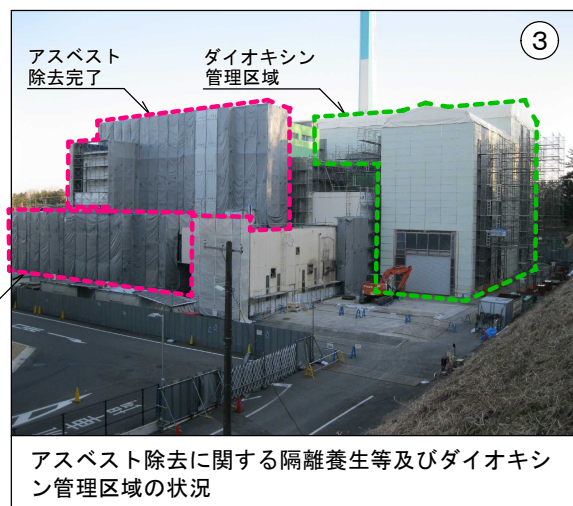 アスベスト
除去完了
ダイオキシン
管理区域
③
アスベスト除去に関する隔離養生等及びダイオキシ
ン管理区域の状況